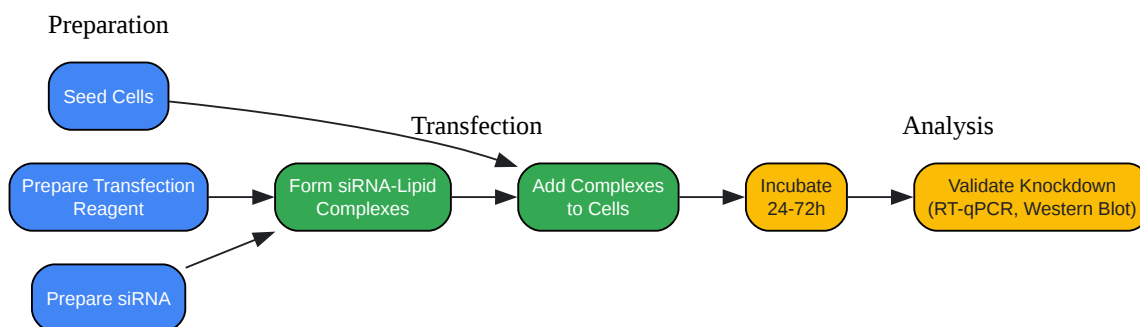 Preparation
Seed Cells
Transfection
Analysis
Prepare Transfection
Reagent
Form siRNA-Lipid
Complexes
Add Complexes
to Cells
Incubate
24-72h
Validate Knockdown
(RT-qPCR, Western Blot)
Prepare siRNA